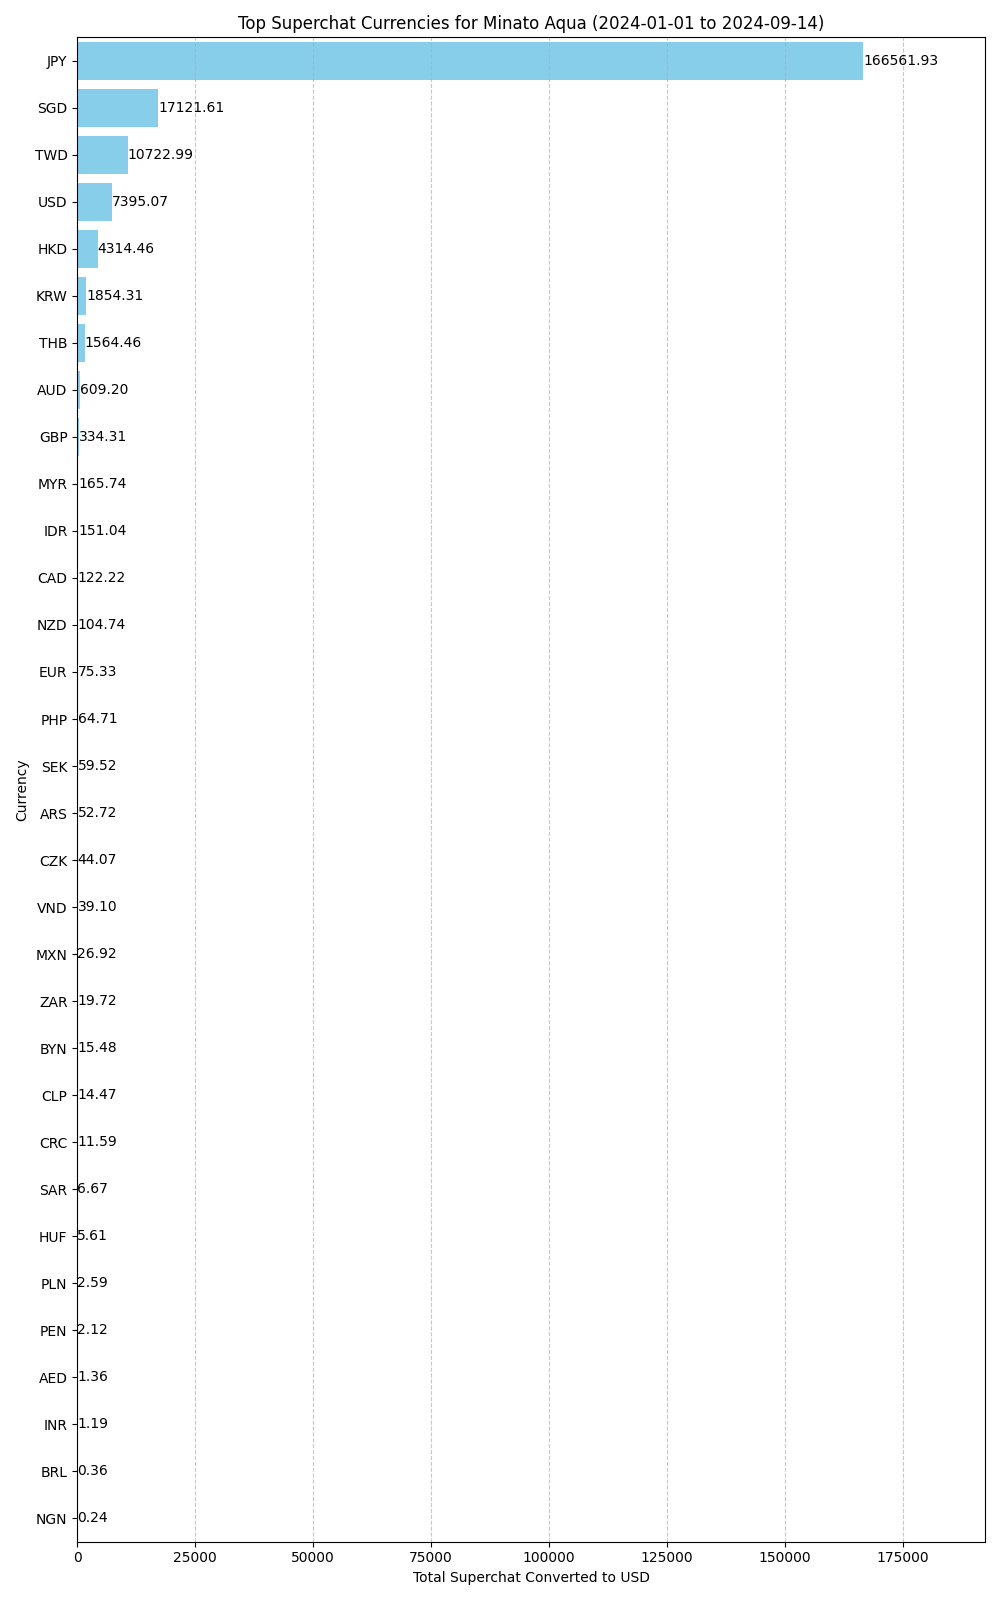 Top Superchat Currencies for Minato Aqua (2024-01-01 to 2024-09-14)
JPY 166561.93
SGD 17121.61
TWD 10722.99
USD 7395.07
HKD 4314.46
KRW 1854.31
THB 1564.46
AUD 609.20
GBP 334.31
MYR 165.74
IDR 151.04
CAD 122.22
NZD 104.74
EUR 75.33
PHP 64.71
SEK 59.52
ARS 52.72
CZK 44.07
VND 39.10
MXN 26.92
ZAR 19.72
BYN 15.48
CLP 14.47
CRC 11.59
SAR 6.67
HUF 5.61
PLN 2.59
PEN 2.12
AED 1.36
INR 1.19
BRL 0.36
NGN 0.24
Currency
0 25000 50000 75000 100000 125000 150000 175000
Total Superchat Converted to USD